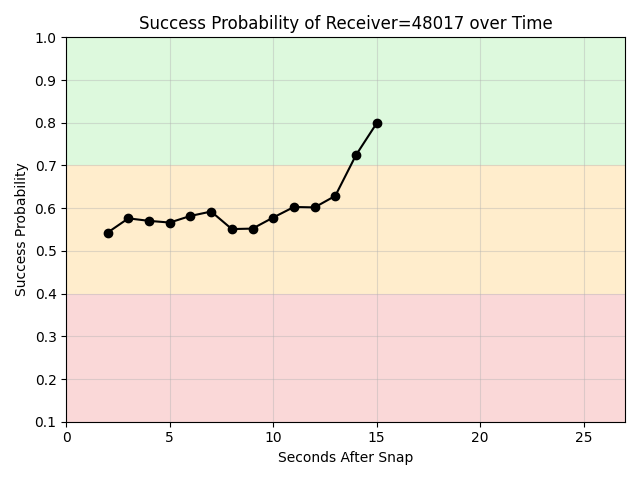 Success Probability of Receiver=48017 over Time
1.0
0.9
0.8
0.7
0.6
0.5
0.4
0.3
0.2
0.1
Success Probability
0 5 10 15 20 25
Seconds After Snap